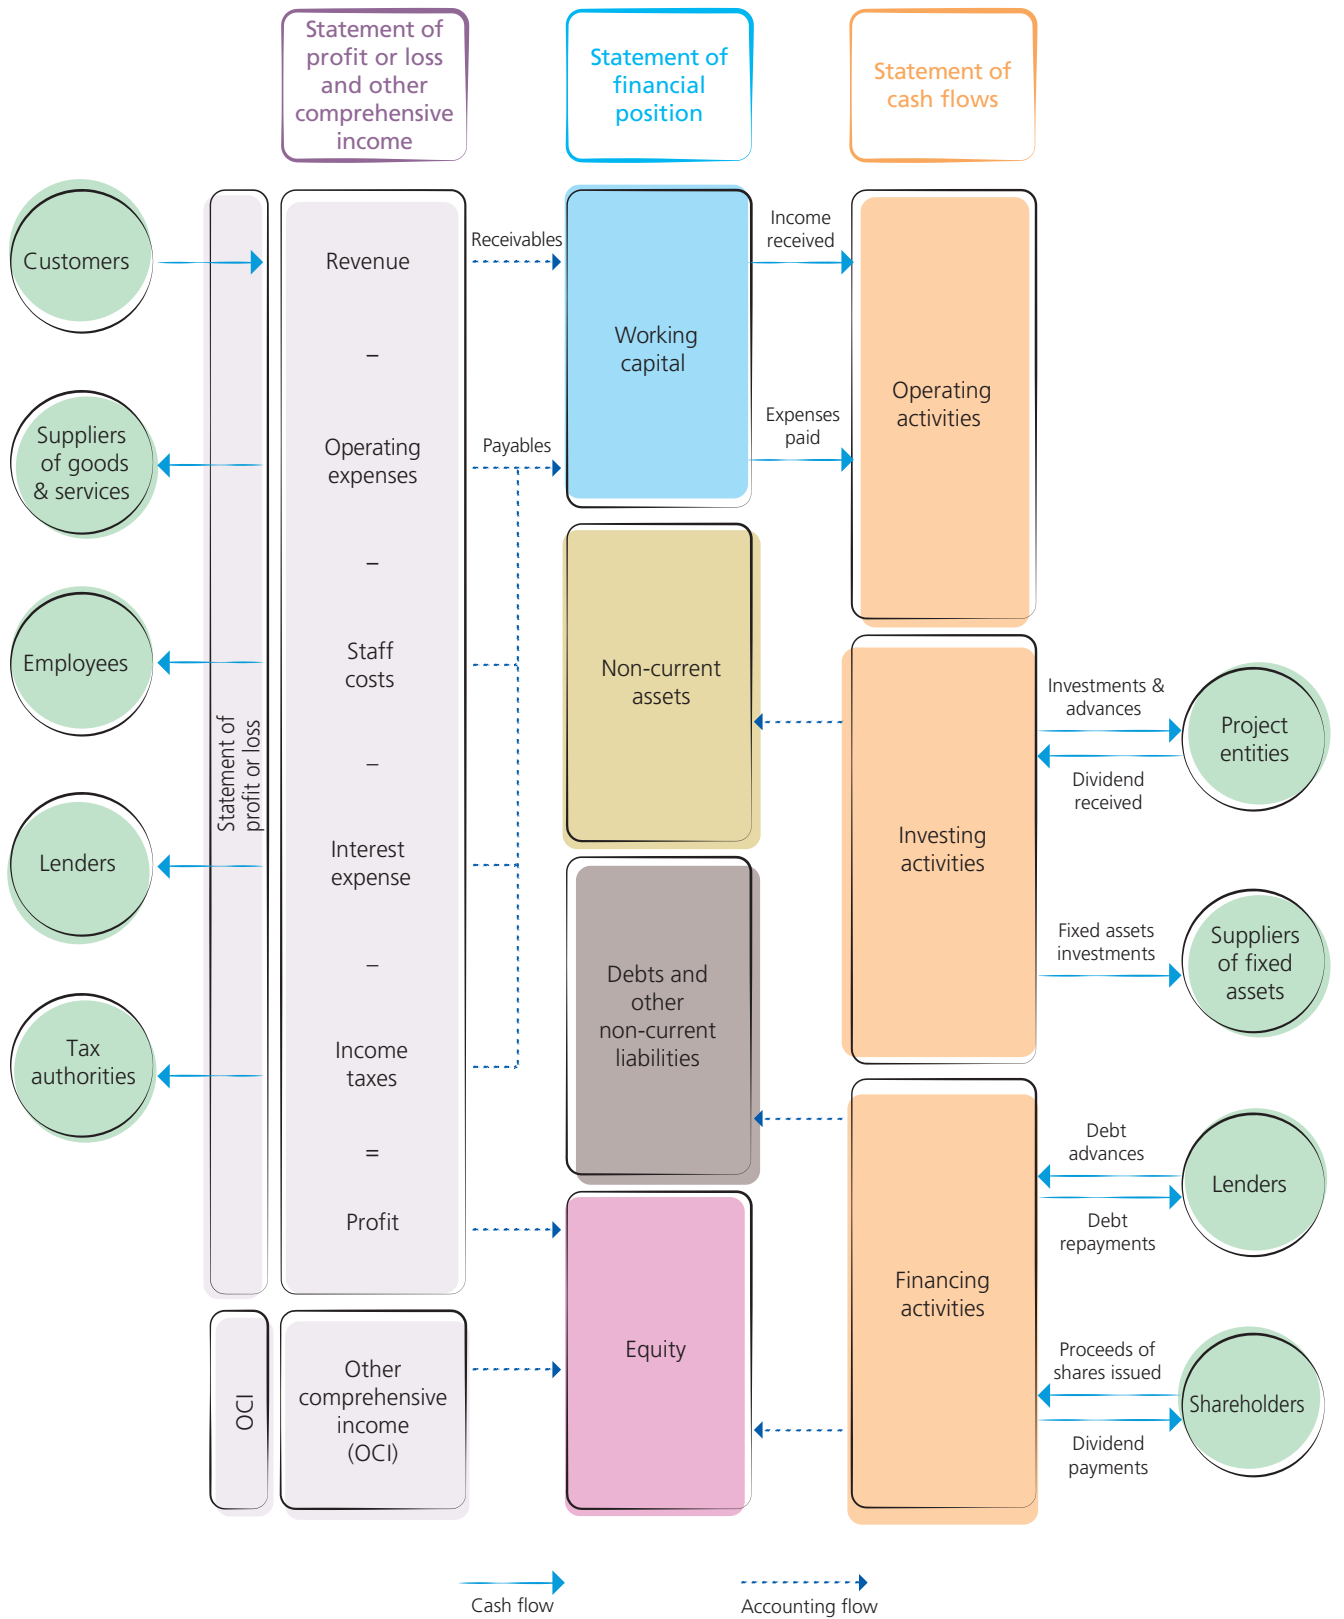 Statement of
profit or loss
and other
comprehensive
income
Statement of
financial
position
Statement of
cash flows
Customers
Suppliers
of goods
& services
Employees
Lenders
Tax
authorities
Statement of
profit or loss
OCI
Revenue
–
Operating
expenses
–
Staff
costs
–
Interest
expense
–
Income
taxes
=
Profit
Other
comprehensive
income
(OCI)
Receivables
Payables
Working
capital
Non-current
assets
Debts and
other
non-current
liabilities
Equity
Income
received
Expenses
paid
Operating
activities
Investing
activities
Financing
activities
Investments &
advances
Dividend
received
Fixed assets
investments
Debt
advances
Debt
repayments
Proceeds of
shares issued
Dividend
payments
Project
entities
Suppliers
of fixed
assets
Lenders
Shareholders
Cash flow
Accounting flow